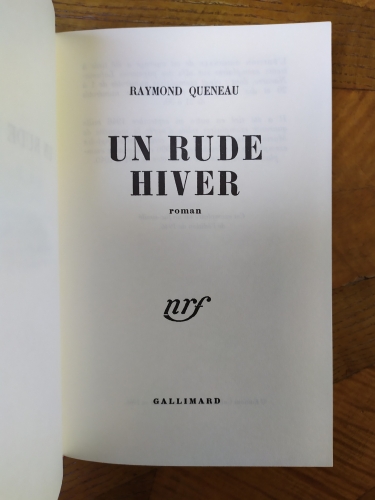 RAYMOND QUENEAU
UN RUDE
HIVER
roman
nrf
GALLIMARD